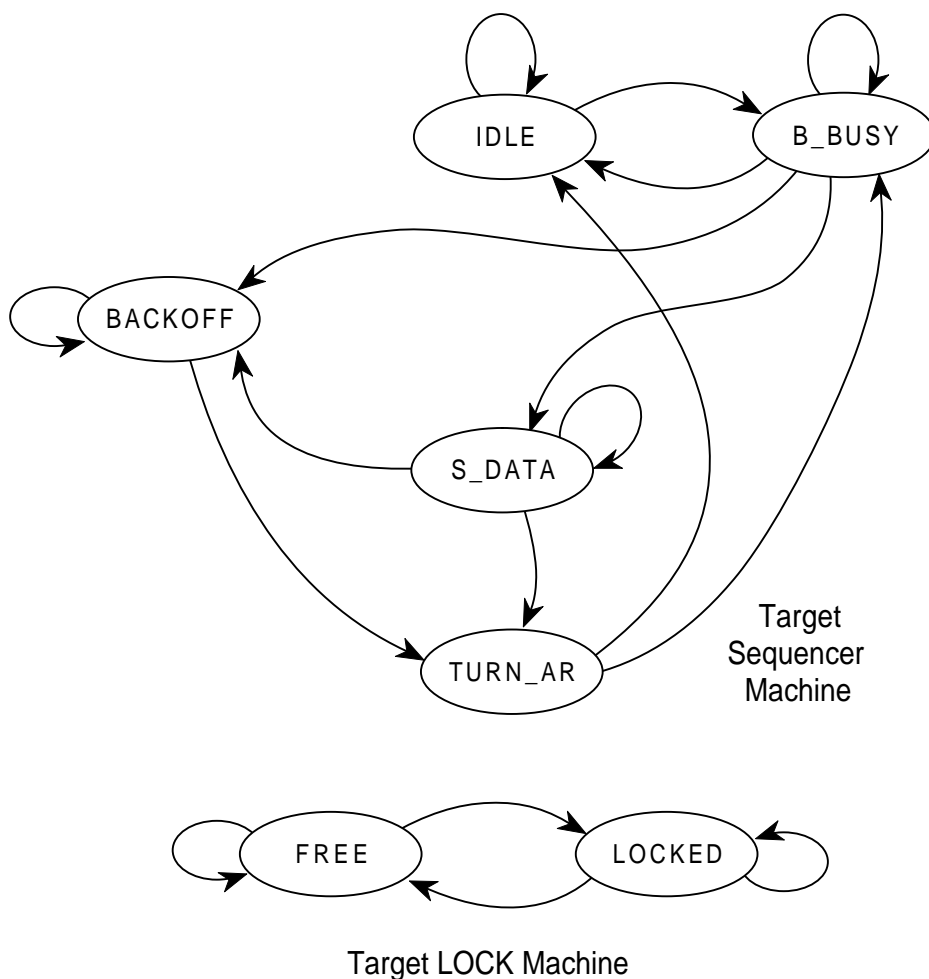 IDLE
B_BUSY
BACKOFF
S_DATA
TURN_AR
Target
Sequencer
Machine
FREE
LOCKED
Target LOCK Machine